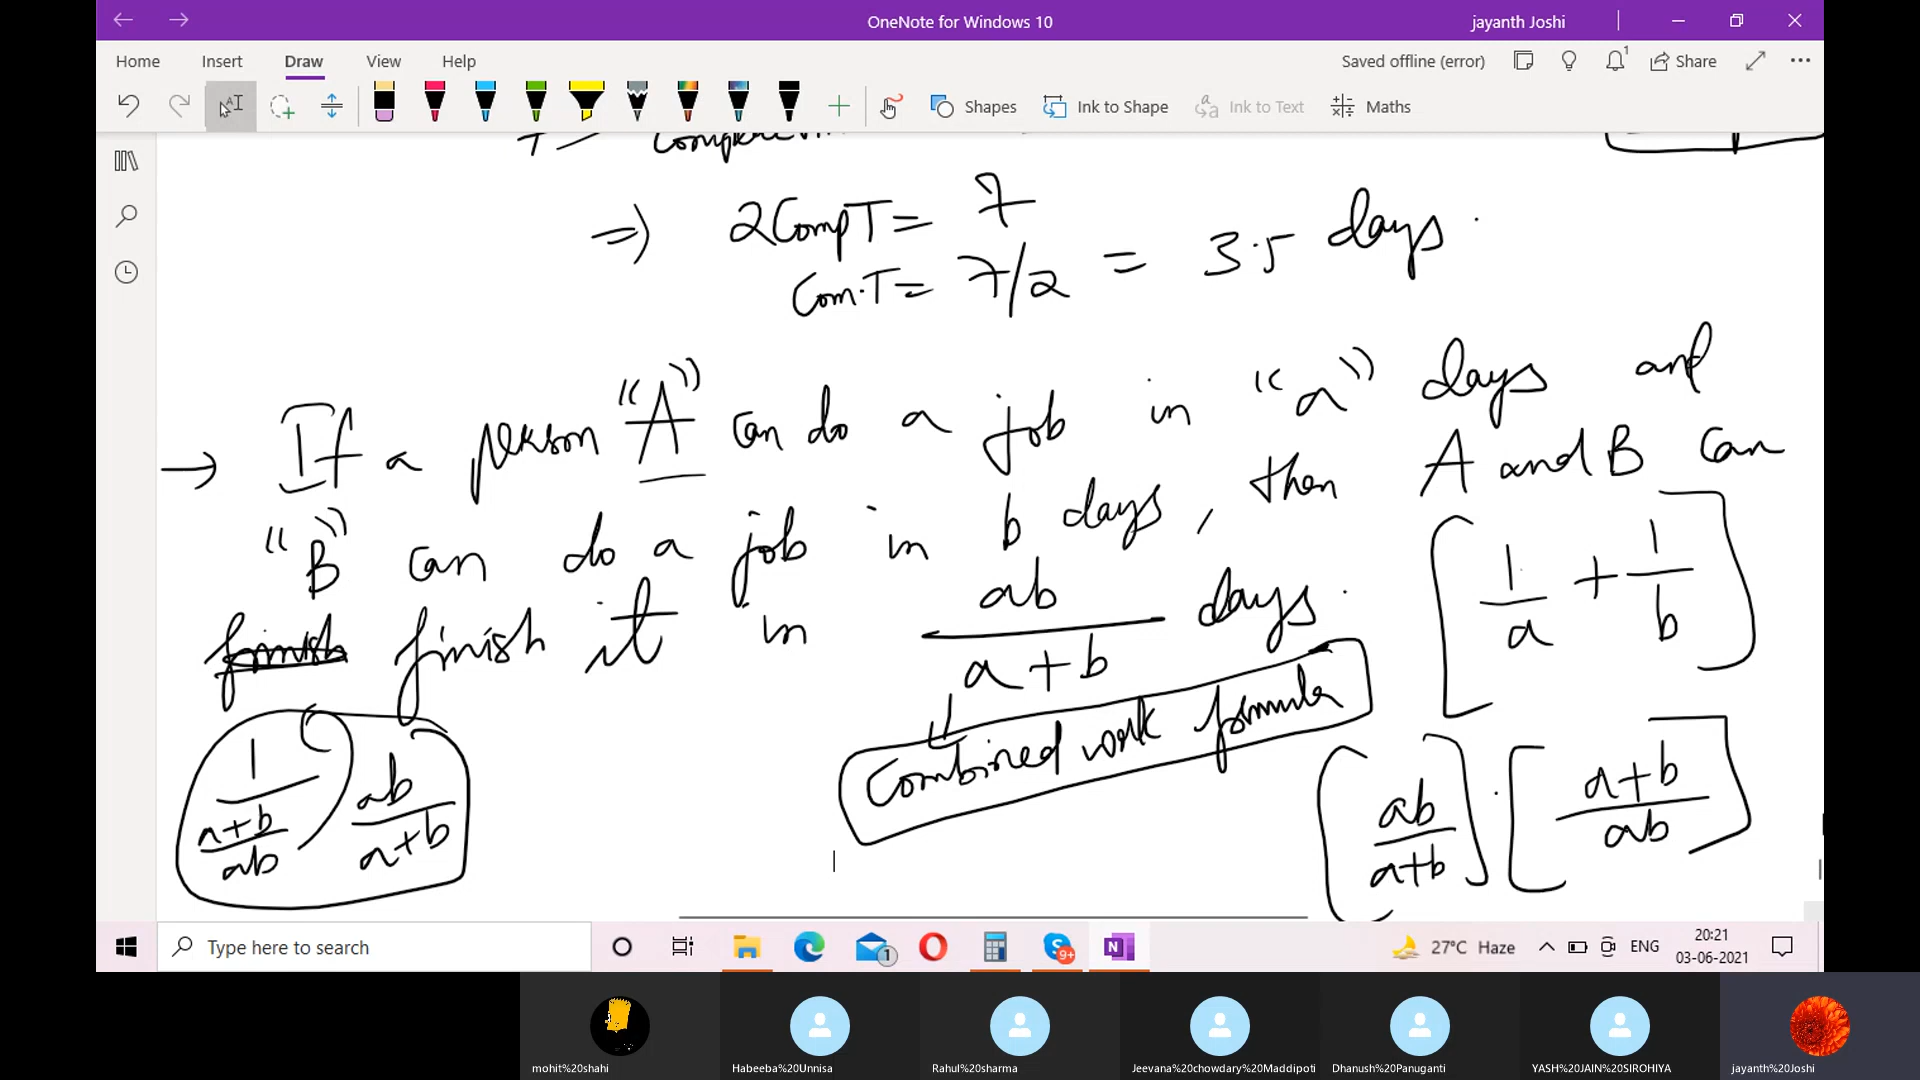 OneNote for Windows 10
jayanth Joshi
Home Insert Draw View Help
Saved offline (error)
1
Share
Shapes
Ink to Shape
Ink to Text
Maths
=> 2CompT = 7
Com.T = 7/2 = 3.5 days.
→ If a person "A" can do a job in "a" days and
"B" can do a job in b days, then A and B can
finish finish it in ab/a+b days.
[1/a + 1/b]
Combined work formula
1/(a+b/ab)
ab/a+b
[ab/a+b] . [a+b/ab]
Type here to search
1
9+
27°C Haze
ENG
20:21
03-06-2021
mohit%20shahi
Habeeba%20Unnisa
Rahul%20sharma
Jeevana%20chowdary%20Maddipoti
Dhanush%20Panuganti
YASH%20JAIN%20SIROHIYA
jayanth%20Joshi